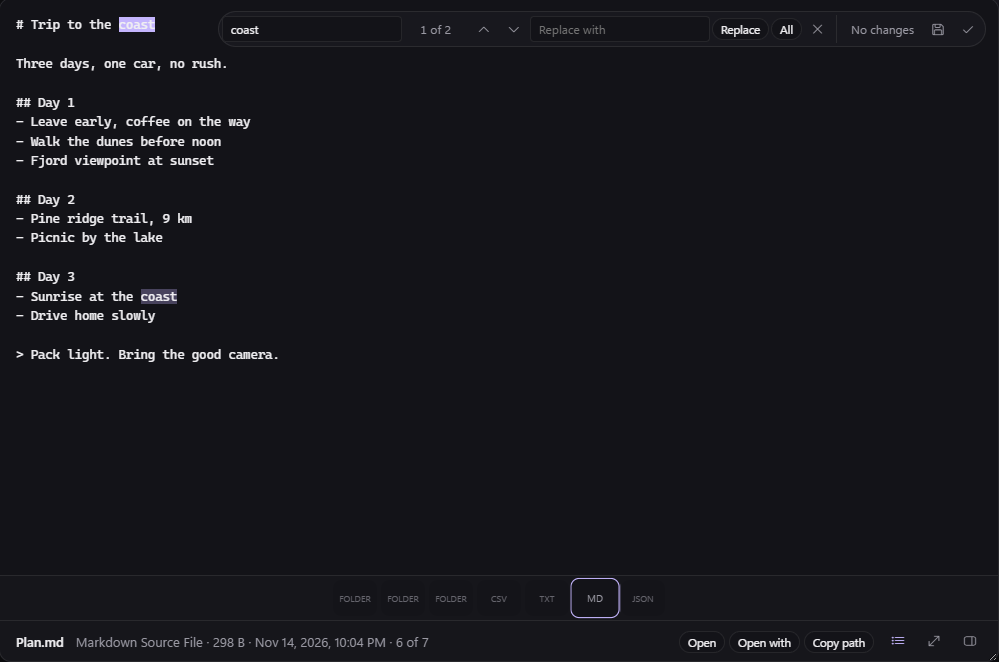 # Trip to the coast
coast 1 of 2 Replace with Replace All No changes
Three days, one car, no rush.
## Day 1
- Leave early, coffee on the way
- Walk the dunes before noon
- Fjord viewpoint at sunset
## Day 2
- Pine ridge trail, 9 km
- Picnic by the lake
## Day 3
- Sunrise at the coast
- Drive home slowly
> Pack light. Bring the good camera.
FOLDER FOLDER FOLDER CSV TXT MD JSON
Plan.md Markdown Source File · 298 B · Nov 14, 2026, 10:04 PM · 6 of 7 Open Open with Copy path